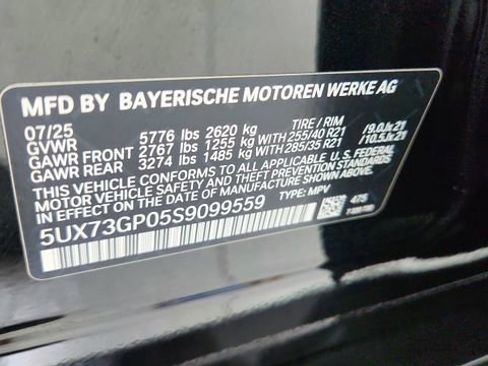 MFD BY BAYERISCHE MOTOREN WERKE AG
07/25 TIRE / RIM
GVWR 5776 lbs 2620 kg
GAWR FRONT 2767 lbs 1255 kg WITH 255/40 R21 / 9.0Jx21
GAWR REAR 3274 lbs 1485 kg WITH 285/35 R21 / 10.5Jx21
THIS VEHICLE CONFORMS TO ALL APPLICABLE U.S. FEDERAL
MOTOR VEHICLE SAFETY AND THEFT PREVENTION STANDARDS
IN EFFECT ON THE DATE OF MANUFACTURE SHOWN ABOVE.
5UX73GP05S9099559 TYPE: MPV
475